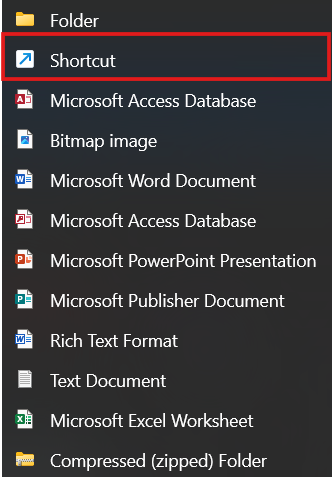 Folder
Shortcut
Microsoft Access Database
Bitmap image
Microsoft Word Document
Microsoft Access Database
Microsoft PowerPoint Presentation
Microsoft Publisher Document
Rich Text Format
Text Document
Microsoft Excel Worksheet
Compressed (zipped) Folder